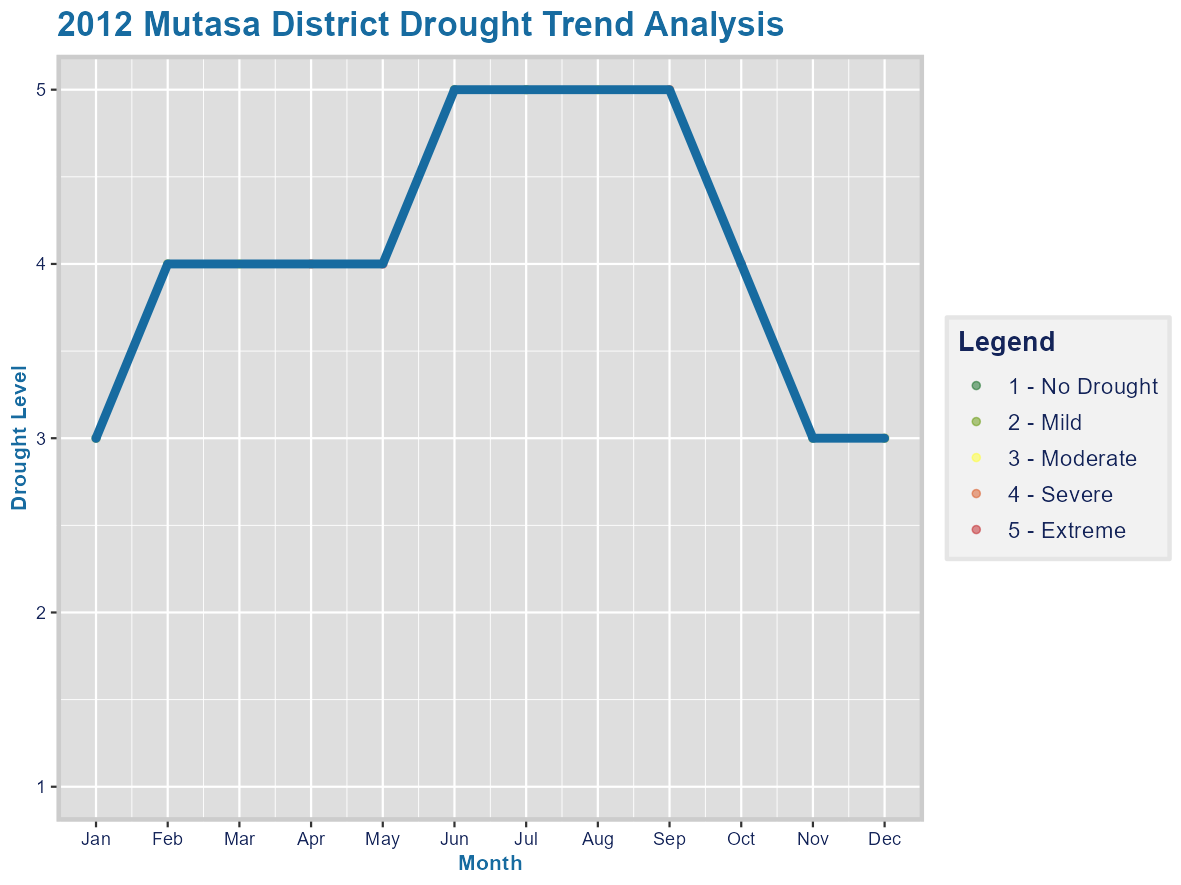 2012 Mutasa District Drought Trend Analysis
Drought Level
5
4
3
2
1
Jan Feb Mar Apr May Jun Jul Aug Sep Oct Nov Dec
Month
Legend
1 - No Drought
2 - Mild
3 - Moderate
4 - Severe
5 - Extreme